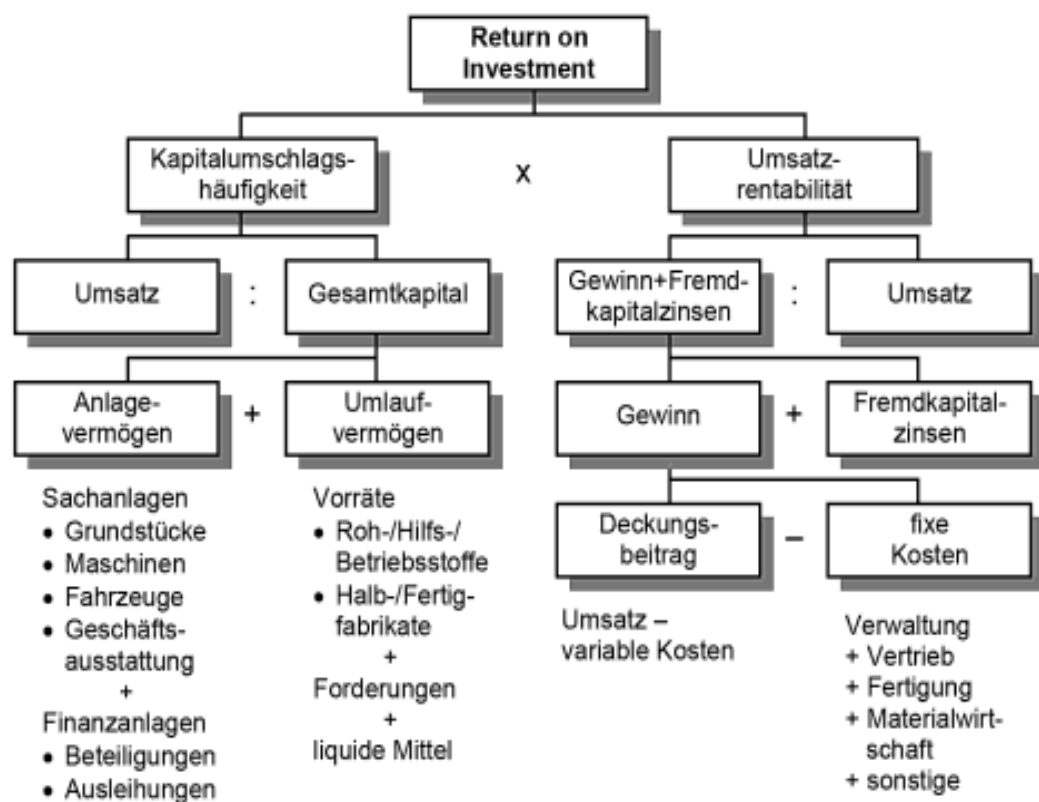 Return on
Investment
Kapitalumschlags-
häufigkeit
x
Umsatz-
rentabilität
Umsatz
:
Gesamtkapital
Gewinn+Fremd-
kapitalzinsen
:
Umsatz
Anlage-
vermögen
+
Umlauf-
vermögen
Gewinn
+
Fremdkapital-
zinsen
Sachanlagen
• Grundstücke
• Maschinen
• Fahrzeuge
• Geschäfts-
ausstattung
+
Finanzanlagen
• Beteiligungen
• Ausleihungen
Vorräte
• Roh-/Hilfs-/
Betriebsstoffe
• Halb-/Fertig-
fabrikate
+
Forderungen
+
liquide Mittel
Deckungs-
beitrag
–
fixe
Kosten
Umsatz –
variable Kosten
Verwaltung
+ Vertrieb
+ Fertigung
+ Materialwirt-
schaft
+ sonstige